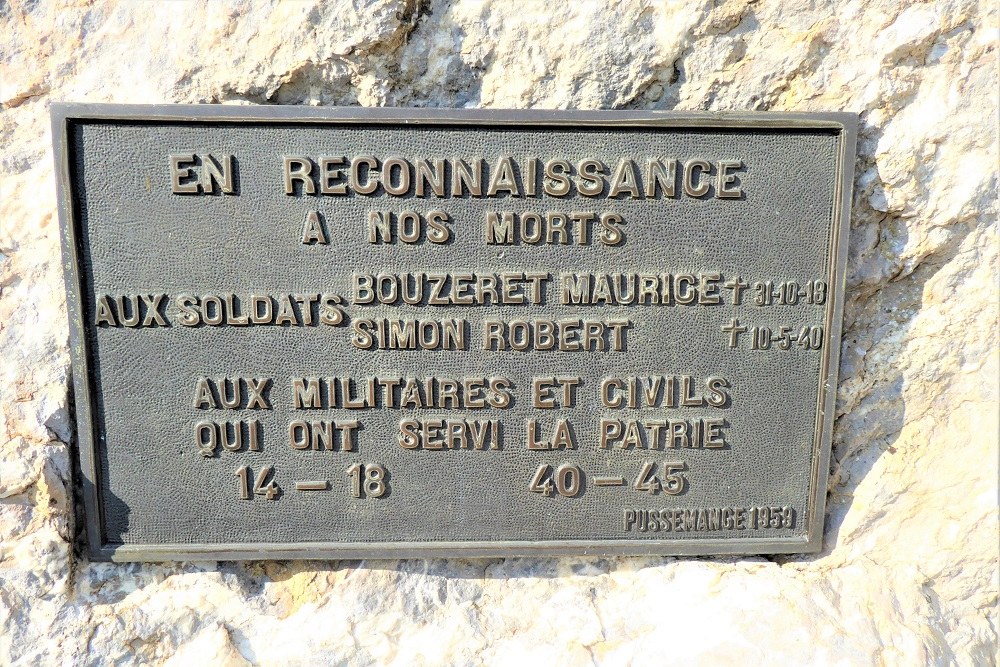 EN RECONNAISSANCE
A NOS MORTS
AUX SOLDATS BOUZERET MAURICE ✝ 31-10-18
SIMON ROBERT ✝ 10-5-40
AUX MILITAIRES ET CIVILS
QUI ONT SERVI LA PATRIE
14 - 18 40 - 45
PUSSEMANGE 1959